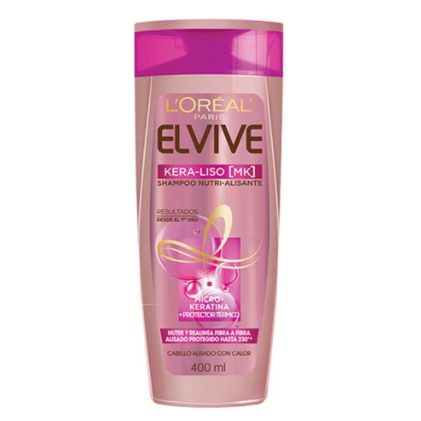 L'ORÉAL
PARIS
ELVIVE
KERA-LISO [MK]
SHAMPOO NUTRI-ALISANTE
RESULTADOS
DESDE EL 1er USO
MICRO-
KERATINA
+PROTECTOR TÉRMICO
NUTRE Y REALINEA FIBRA A FIBRA
ALISADO PROTEGIDO HASTA 230°*
CABELLO ALISADO CON CALOR
400 ml